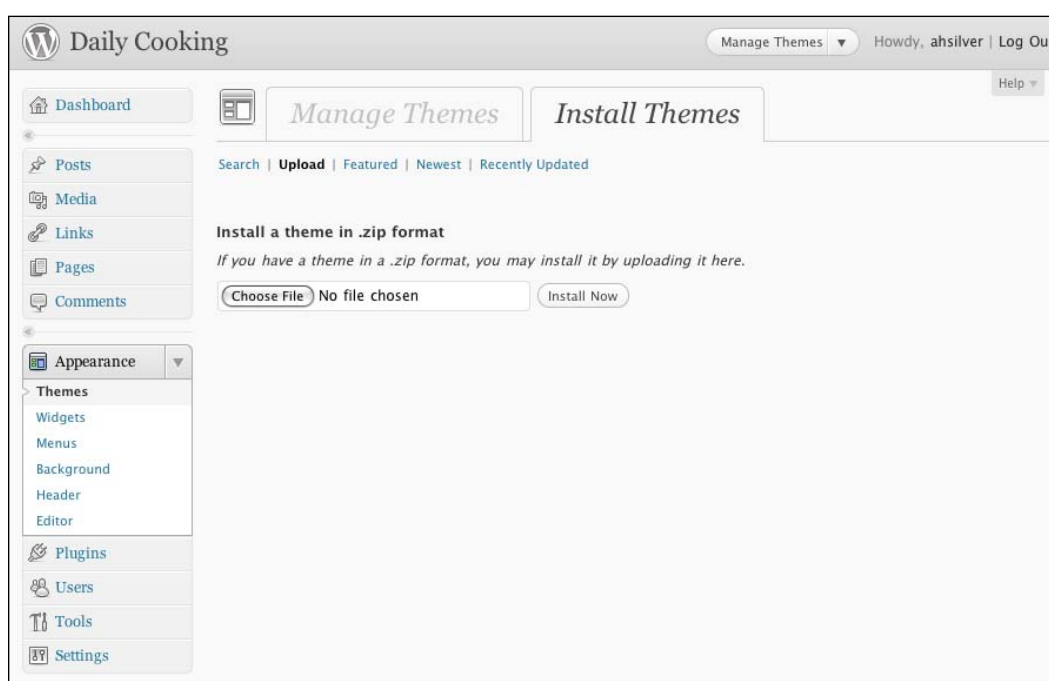 Daily Cooking
Manage Themes
Howdy, ahsilver | Log Ou
Help
Dashboard
Posts
Media
Links
Pages
Comments
Appearance
Themes
Widgets
Menus
Background
Header
Editor
Plugins
Users
Tools
Settings
Manage Themes
Install Themes
Search | Upload | Featured | Newest | Recently Updated
Install a theme in .zip format
If you have a theme in a .zip format, you may install it by uploading it here.
Choose File No file chosen
Install Now